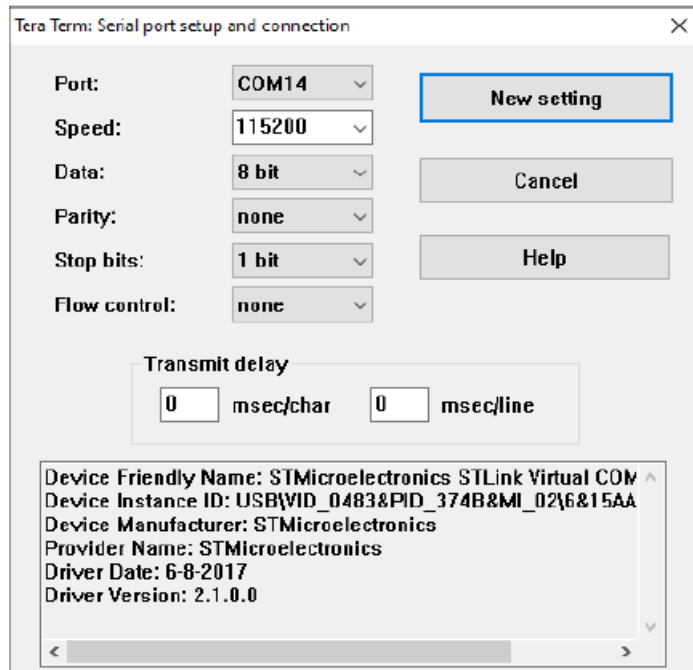 Tera Term: Serial port setup and connection
Port: COM14
New setting
Speed: 115200
Data: 8 bit
Cancel
Parity: none
Stop bits: 1 bit
Help
Flow control: none
Transmit delay
0 msec/char 0 msec/line
Device Friendly Name: STMicroelectronics STLink Virtual COM
Device Instance ID: USB\VID_0483&PID_374B&MI_02\6&15AA
Device Manufacturer: STMicroelectronics
Provider Name: STMicroelectronics
Driver Date: 6-8-2017
Driver Version: 2.1.0.0